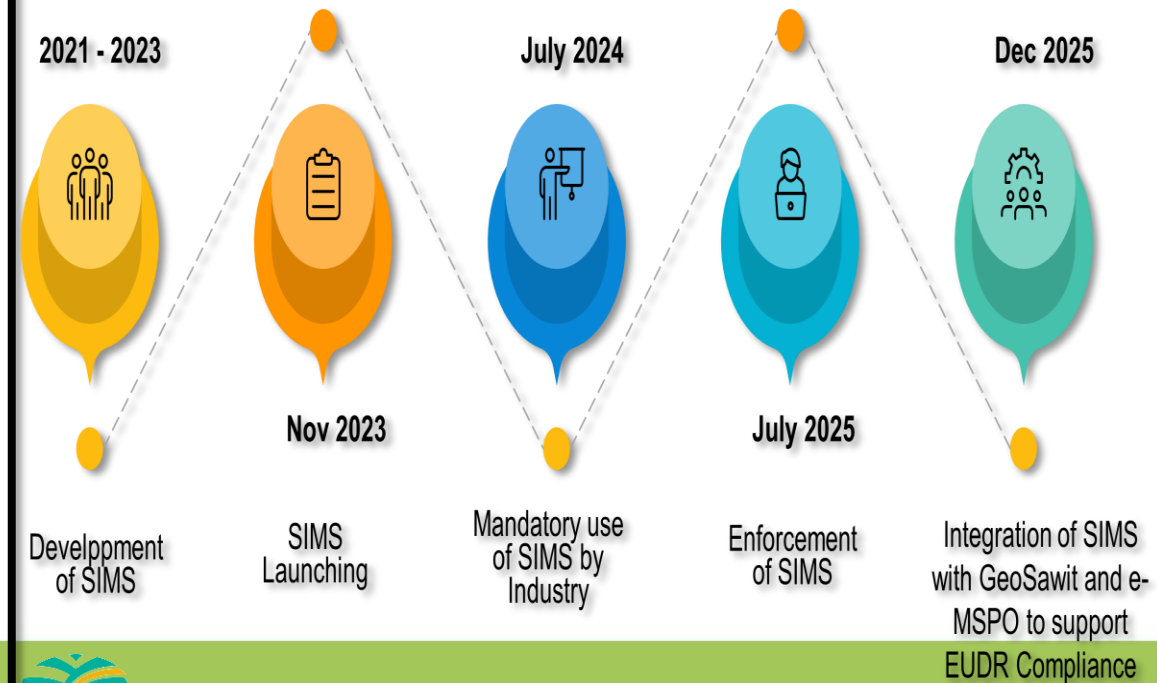 2021 - 2023
July 2024
Dec 2025
Nov 2023
July 2025
Develppment
of SIMS
SIMS
Launching
Mandatory use
of SIMS by
Industry
Enforcement
of SIMS
Integration of SIMS
with GeoSawit and e-
MSPO to support
EUDR Compliance